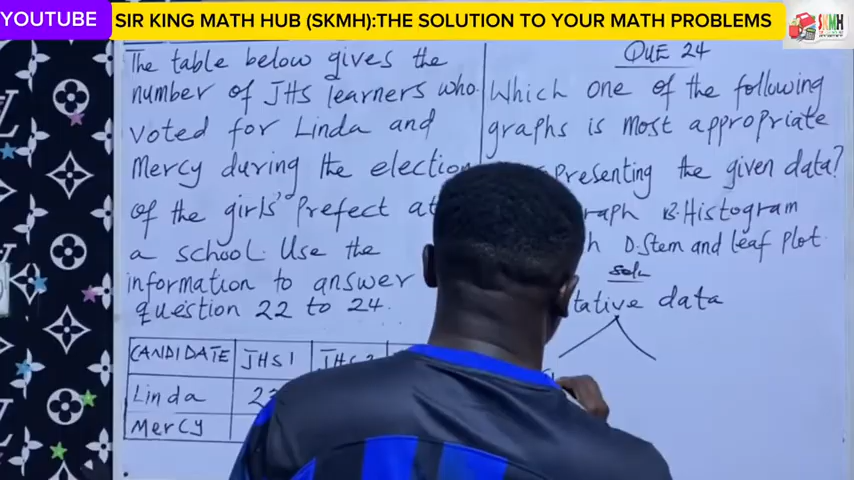 YOUTUBE
SIR KING MATH HUB (SKMH):THE SOLUTION TO YOUR MATH PROBLEMS
SKMH
The table below gives the
number of JHS learners who
voted for Linda and
Mercy during the election
of the girls' Prefect at
a school. Use the
information to answer
question 22 to 24.
CANDIDATE JHS1 JHS
Linda
Mercy
QUE 24
Which one of the following
graphs is most appropriate
the given data?
B.Histogram
D.Stem and leaf Plot.
soln
data